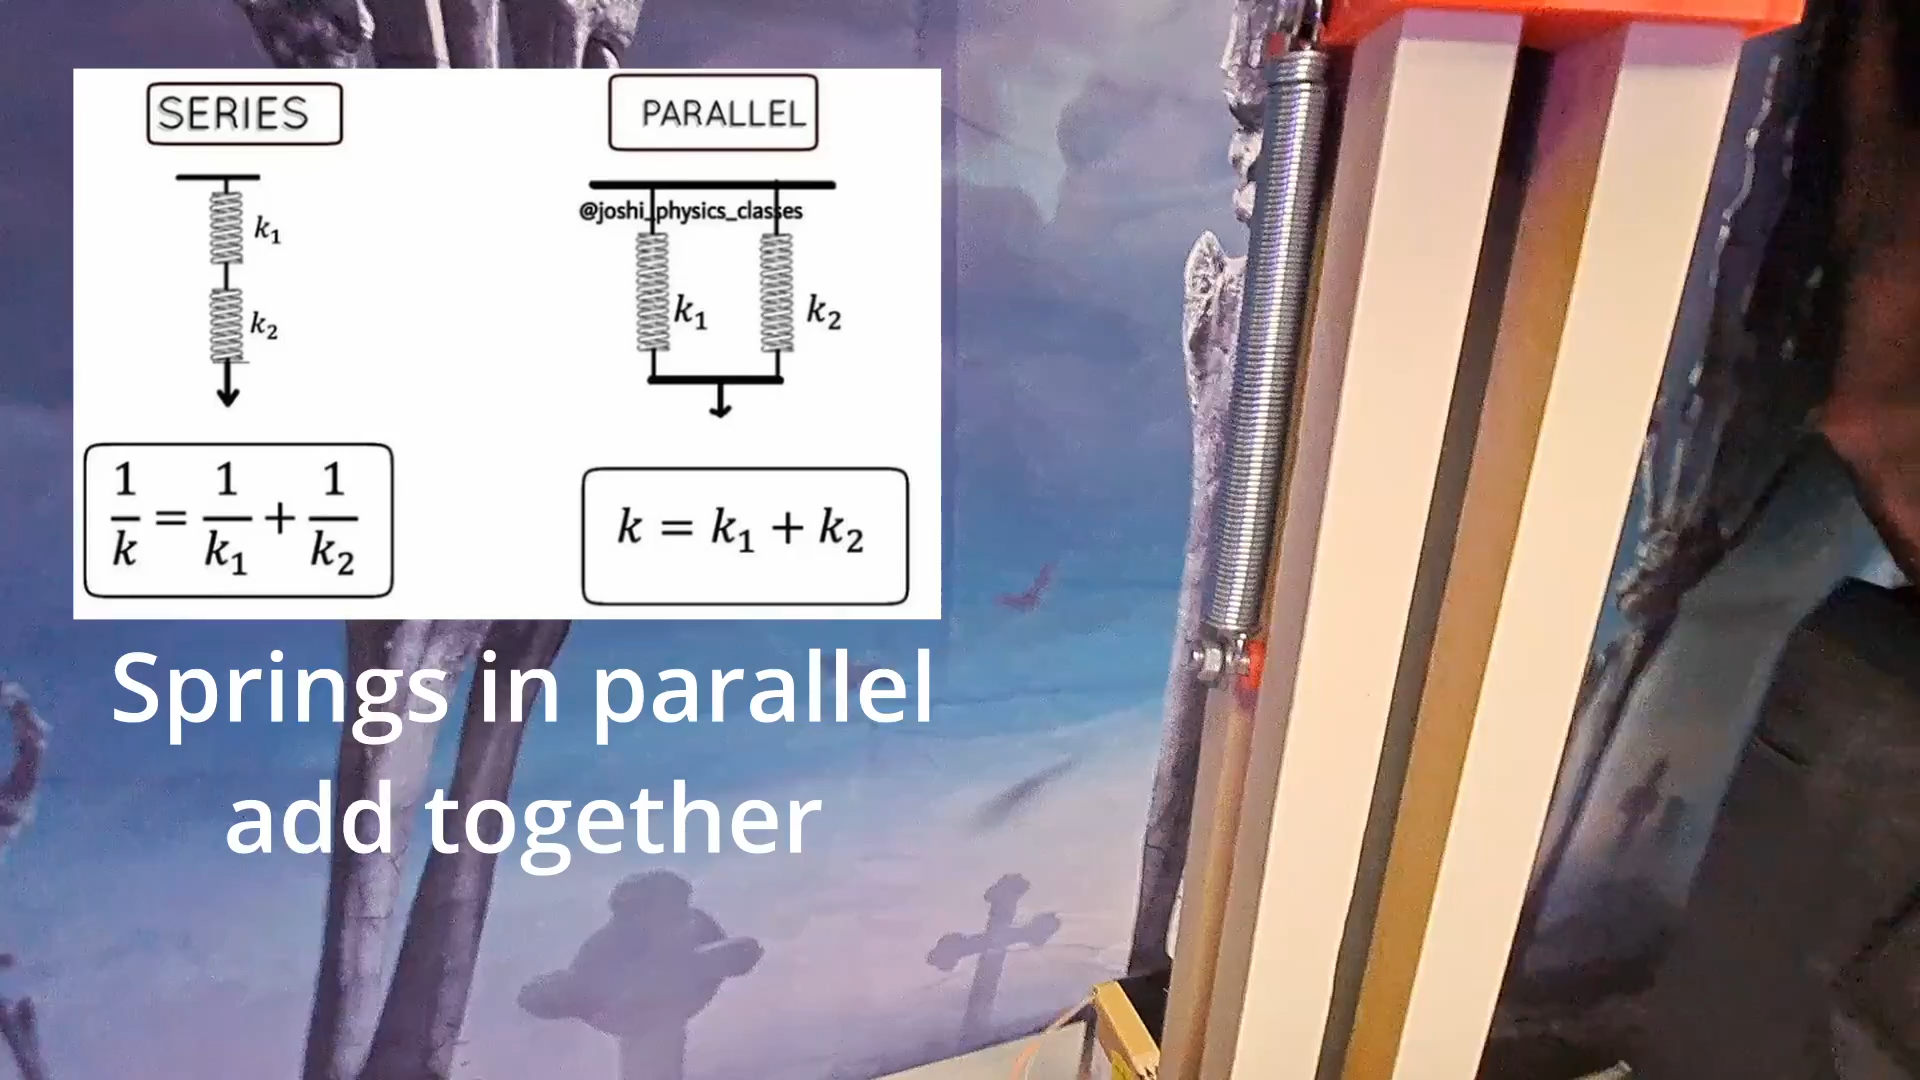 SERIES
PARALLEL
@joshi_physics_classes
k₁
k₂
k₁
k₂
1/k = 1/k₁ + 1/k₂
k = k₁ + k₂
Springs in parallel
add together